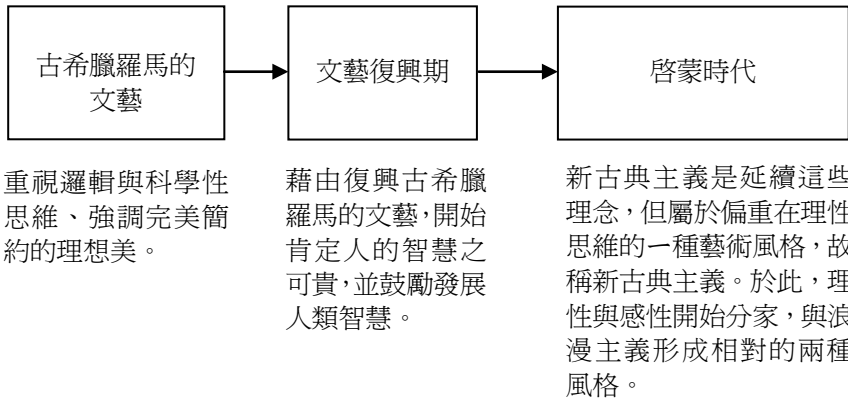 古希臘羅馬的
文藝
文藝復興期
啓蒙時代
重視邏輯與科學性
思維、強調完美簡
約的理想美。
藉由復興古希臘
羅馬的文藝，開始
肯定人的智慧之
可貴，並鼓勵發展
人類智慧。
新古典主義是延續這些
理念，但屬於偏重在理性
思維的一種藝術風格，故
稱新古典主義。於此，理
性與感性開始分家，與浪
漫主義形成相對的兩種
風格。